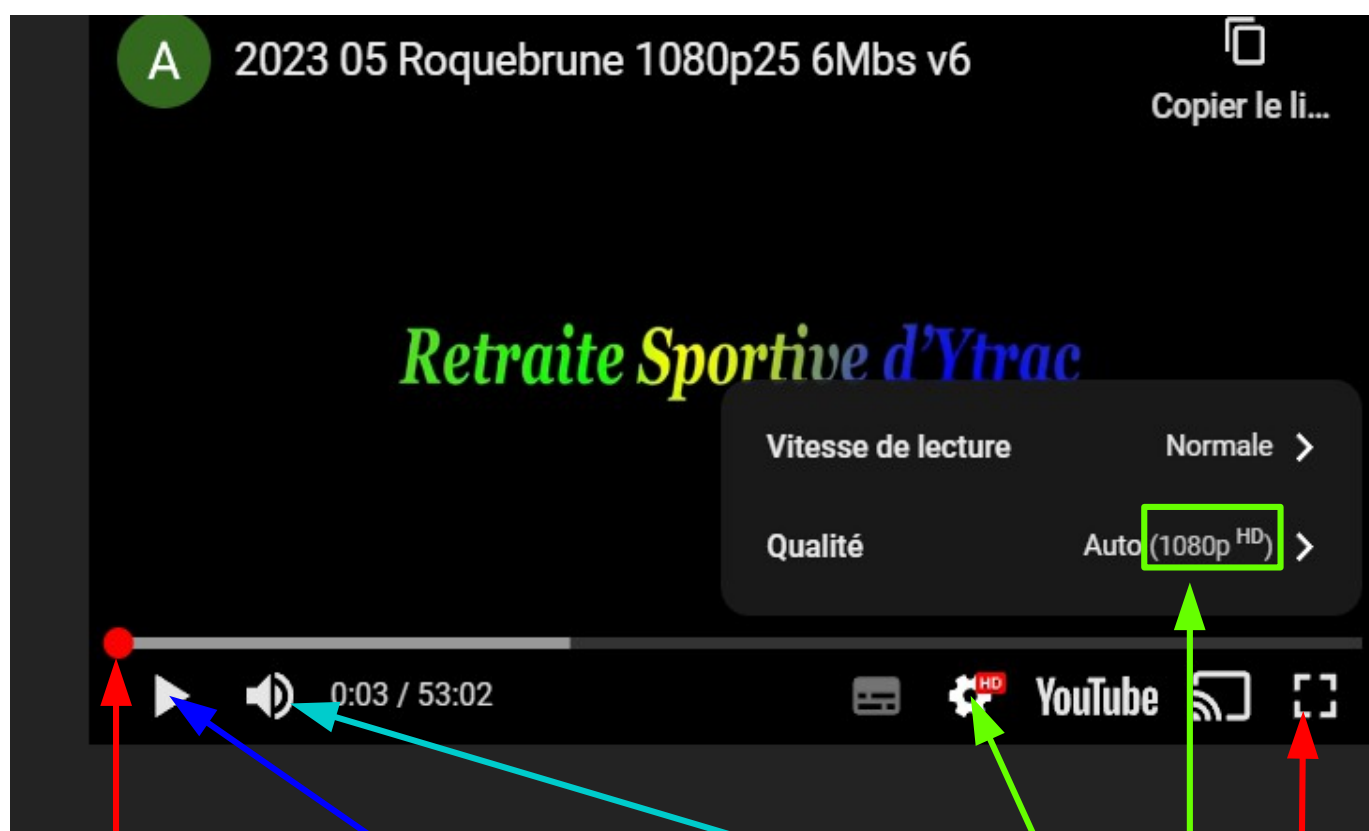 A
2023 05 Roquebrune 1080p25 6Mbs v6
Copier le li...
Retraite Sportive d'Ytrac
Vitesse de lecture Normale
Qualité Auto (1080p HD)
0:03 / 53:02 HD YouTube